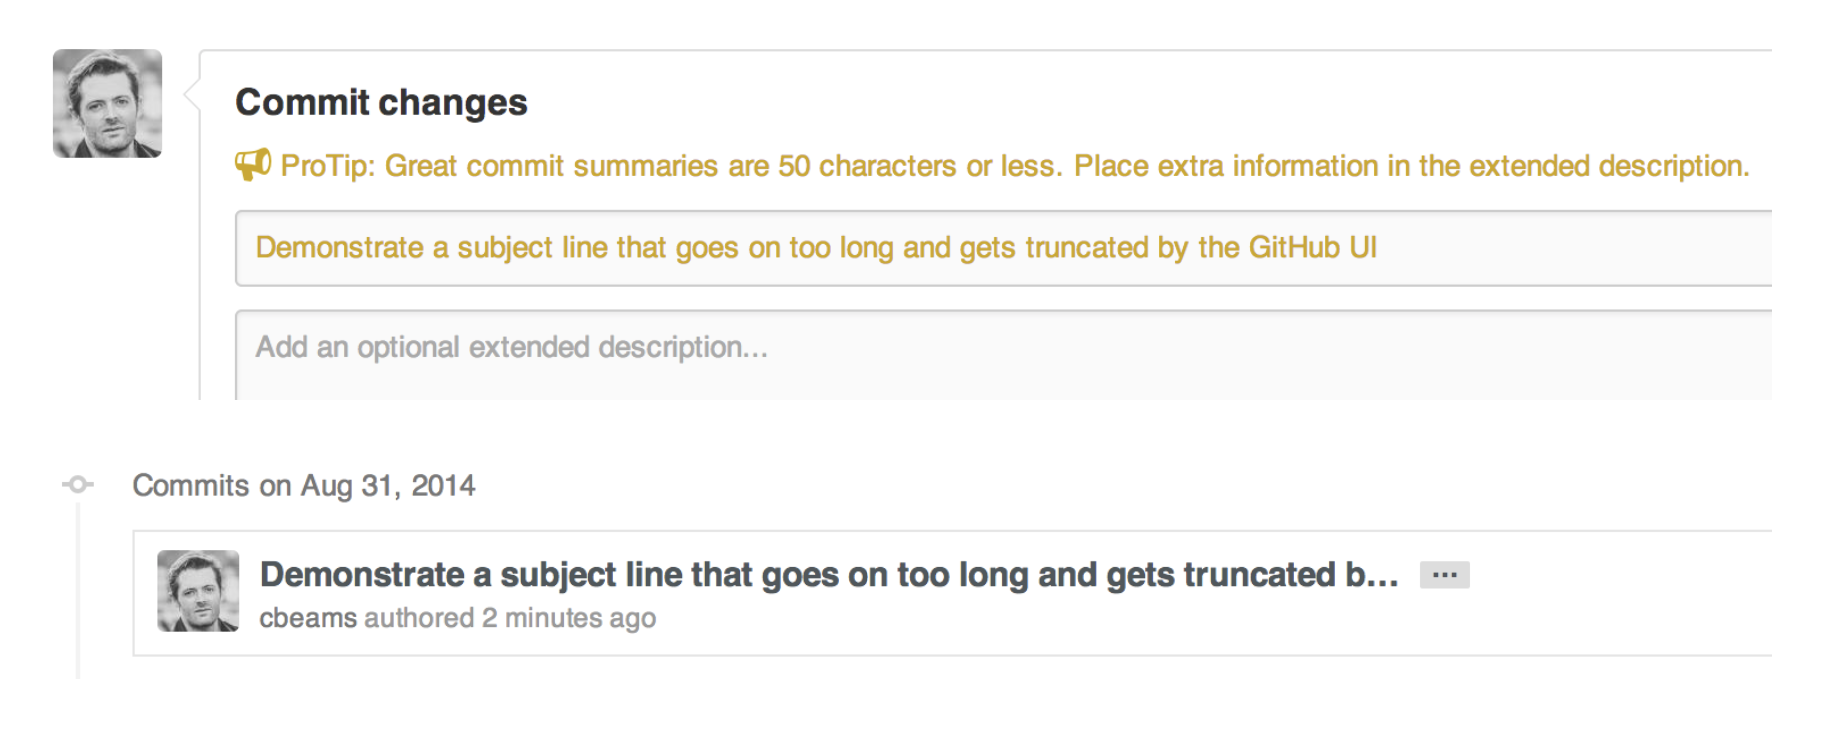 Commit changes
ProTip: Great commit summaries are 50 characters or less. Place extra information in the extended description.
Demonstrate a subject line that goes on too long and gets truncated by the GitHub UI
Add an optional extended description...
Commits on Aug 31, 2014
Demonstrate a subject line that goes on too long and gets truncated b... ...
cbeams authored 2 minutes ago